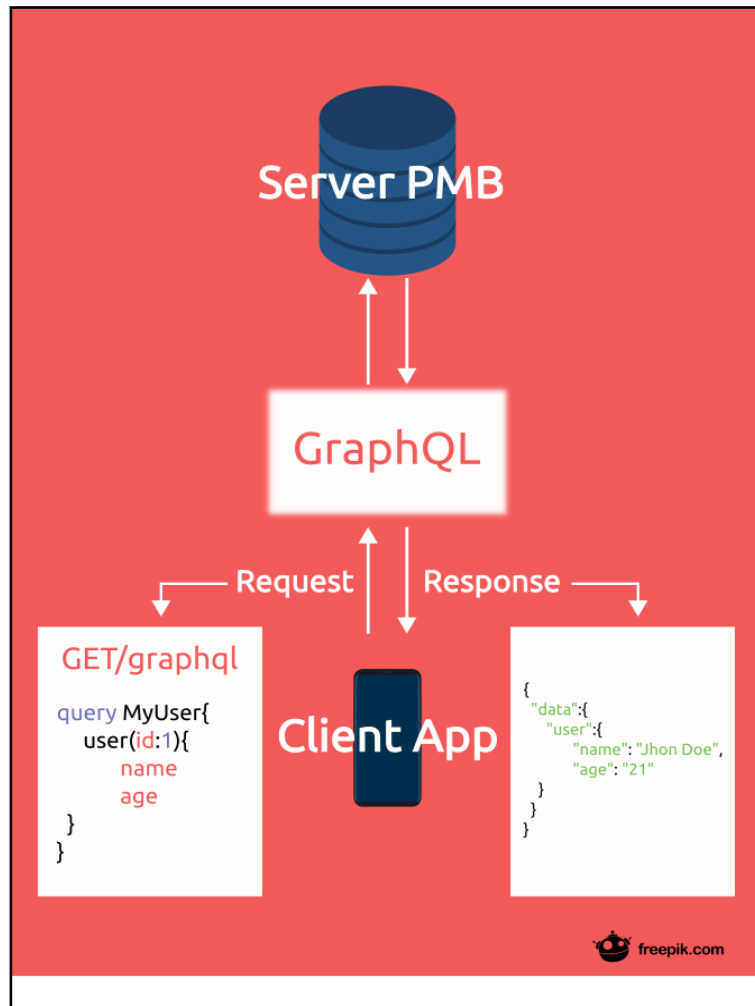 Server PMB
GraphQL
Request
Response
GET/graphql
query MyUser{
user(id:1){
name
age
}
}
Client App
{
"data":{
"user":{
"name": "Jhon Doe",
"age": "21"
}
}
}
freepik.com